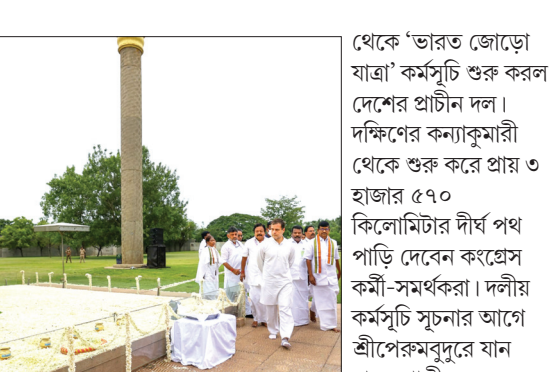 থেকে ‘ভারত জোড়ো
যাত্রা’ কর্মসূচি শুরু করল
দেশের প্রাচীন দল।
দক্ষিণের কন্যাকুমারী
থেকে শুরু করে প্রায় ৩
হাজার ৫৭০
কিলোমিটার দীর্ঘ পথ
পাড়ি দেবেন কংগ্রেস
কর্মী-সমর্থকরা। দলীয়
কর্মসূচি সূচনার আগে
শ্রীপেরুমবুদুরে যান